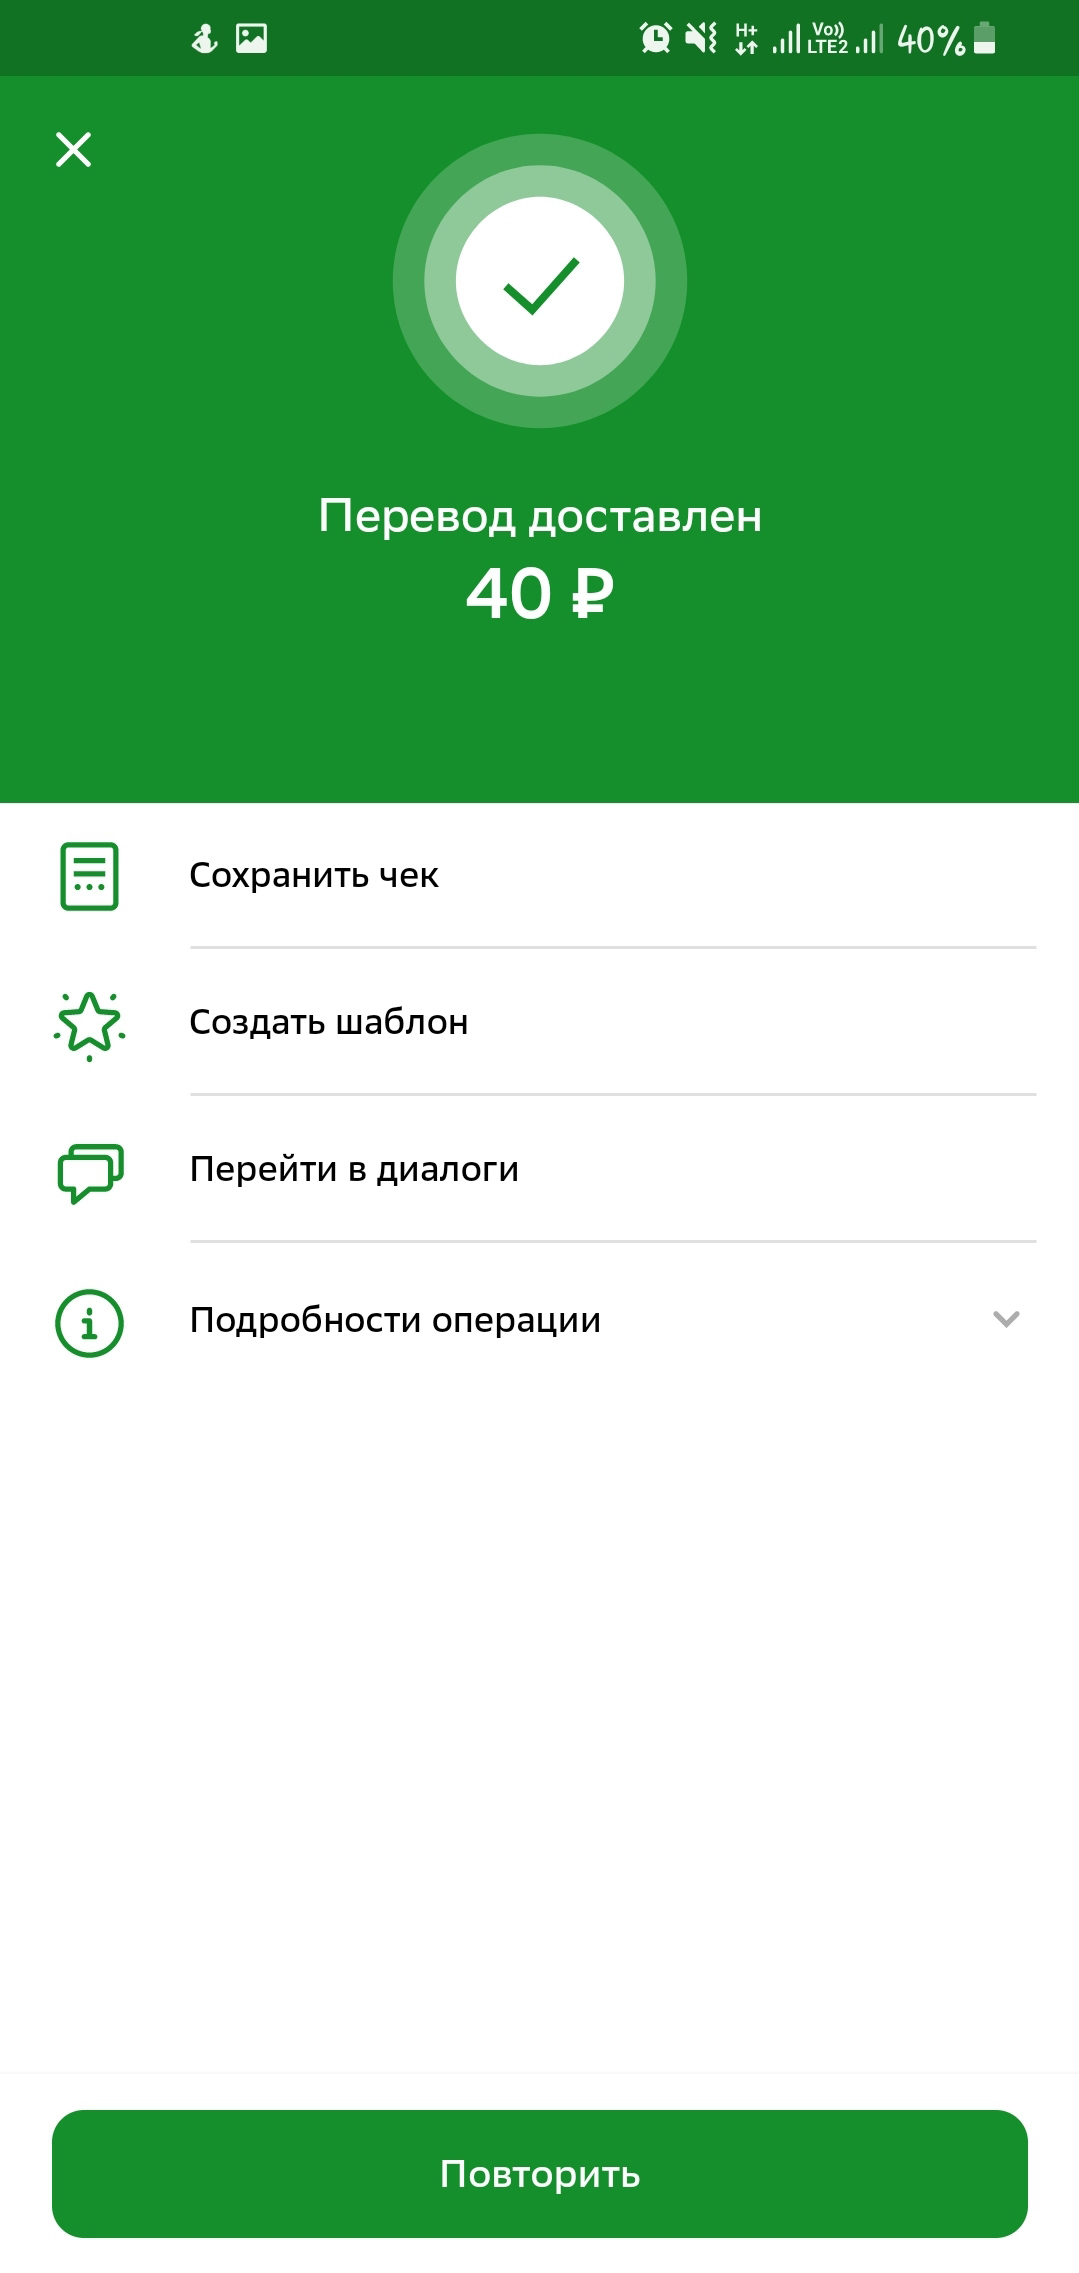 H+ Vo)) LTE2 40%
Перевод доставлен
40 ₽
Сохранить чек
Создать шаблон
Перейти в диалоги
Подробности операции
Повторить